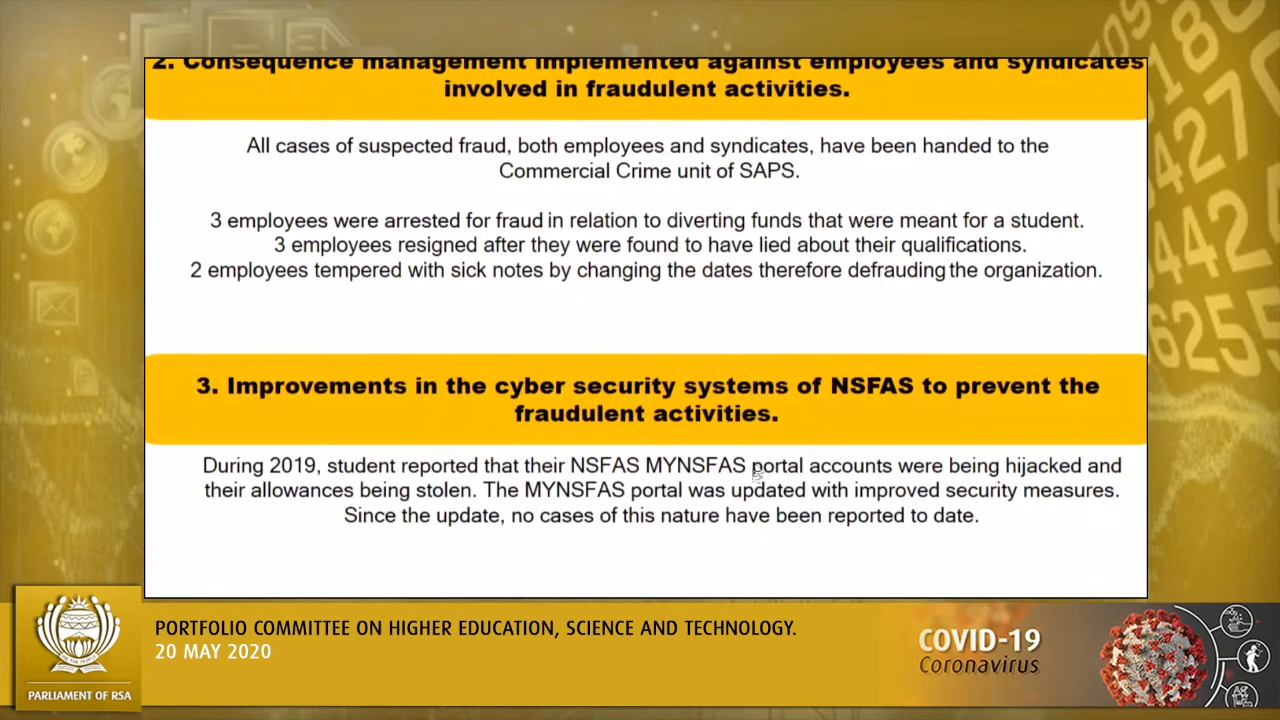 2. Consequence management implemented against employees and syndicates
involved in fraudulent activities.
All cases of suspected fraud, both employees and syndicates, have been handed to the
Commercial Crime unit of SAPS.
3 employees were arrested for fraud in relation to diverting funds that were meant for a student.
3 employees resigned after they were found to have lied about their qualifications.
2 employees tempered with sick notes by changing the dates therefore defrauding the organization.
3. Improvements in the cyber security systems of NSFAS to prevent the
fraudulent activities.
During 2019, student reported that their NSFAS MYNSFAS portal accounts were being hijacked and
their allowances being stolen. The MYNSFAS portal was updated with improved security measures.
Since the update, no cases of this nature have been reported to date.
PORTFOLIO COMMITTEE ON HIGHER EDUCATION, SCIENCE AND TECHNOLOGY.
20 MAY 2020
PARLIAMENT OF RSA
COVID-19
Coronavirus